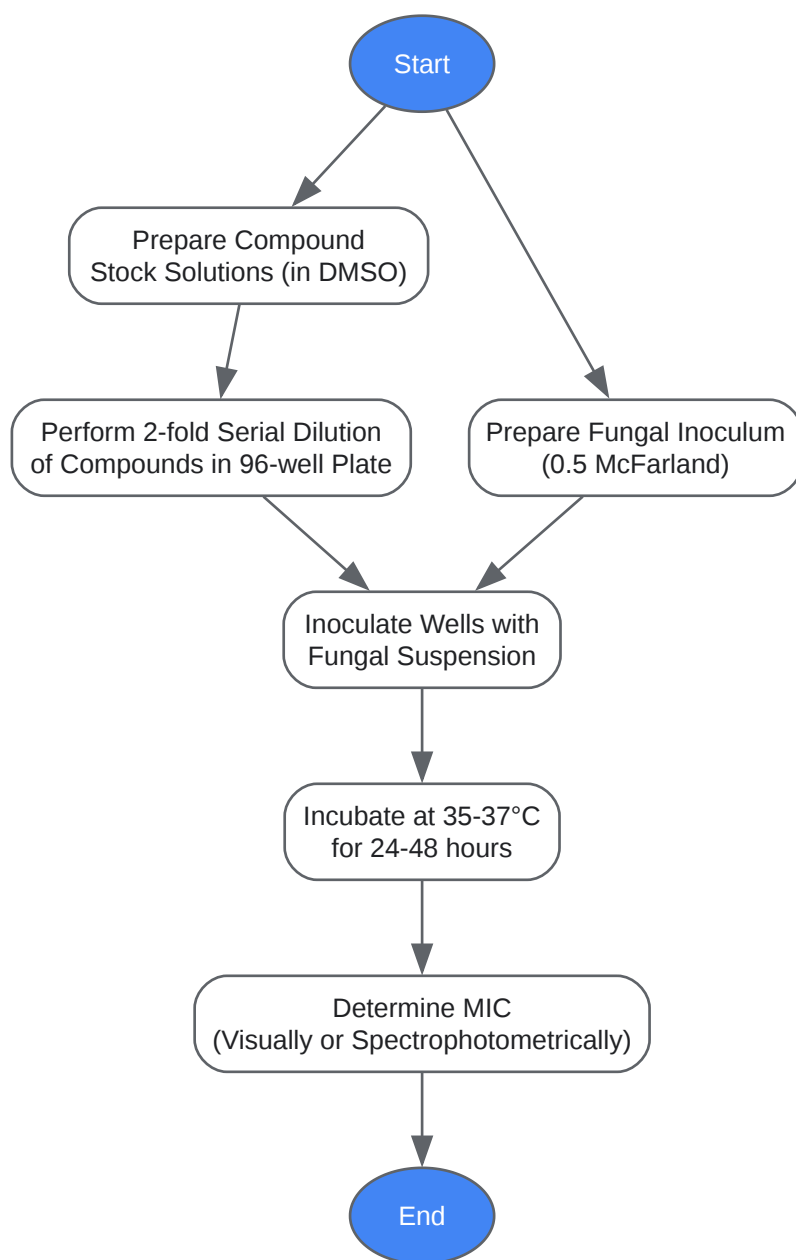 Start
Prepare Compound
Stock Solutions (in DMSO)
Perform 2-fold Serial Dilution
of Compounds in 96-well Plate
Prepare Fungal Inoculum
(0.5 McFarland)
Inoculate Wells with
Fungal Suspension
Incubate at 35-37°C
for 24-48 hours
Determine MIC
(Visually or Spectrophotometrically)
End